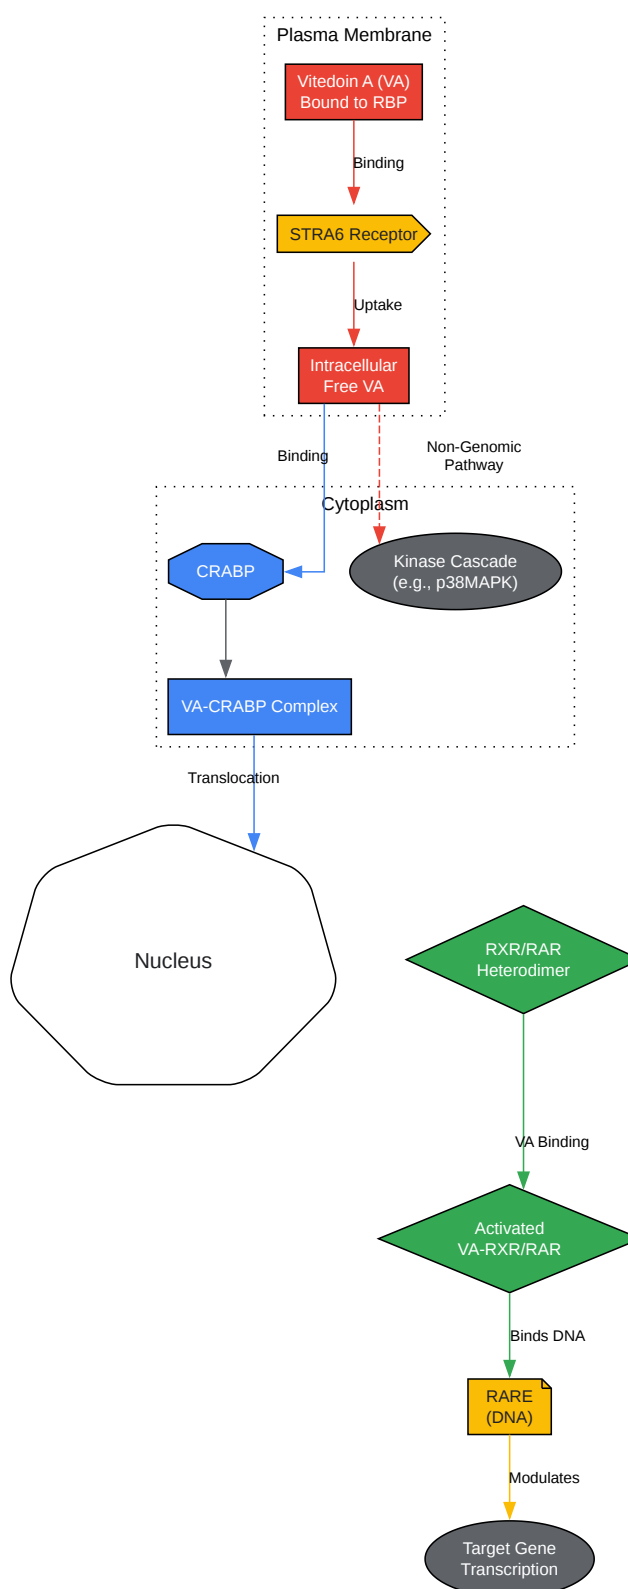 Plasma Membrane
Vitedoin A (VA)
Bound to RBP
Binding
STRA6 Receptor
Uptake
Intracellular
Free VA
Binding
Non-Genomic
Pathway
Cytoplasm
CRABP
Kinase Cascade
(e.g., p38MAPK)
VA-CRABP Complex
Translocation
Nucleus
RXR/RAR
Heterodimer
VA Binding
Activated
VA-RXR/RAR
Binds DNA
RARE
(DNA)
Modulates
Target Gene
Transcription